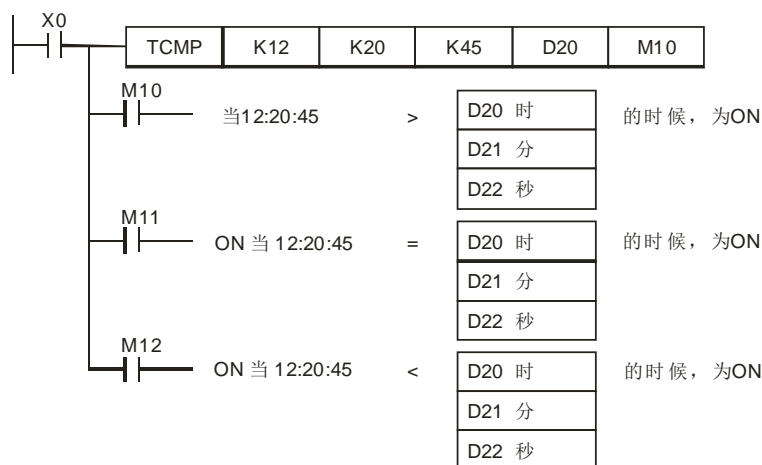 X0
TCMP K12 K20 K45 D20 M10
M10
当12:20:45 > D20 时 的时候，为ON
D21 分
D22 秒
M11
ON 当 12:20:45 = D20 时 的时候，为ON
D21 分
D22 秒
M12
ON 当 12:20:45 < D20 时 的时候，为ON
D21 分
D22 秒